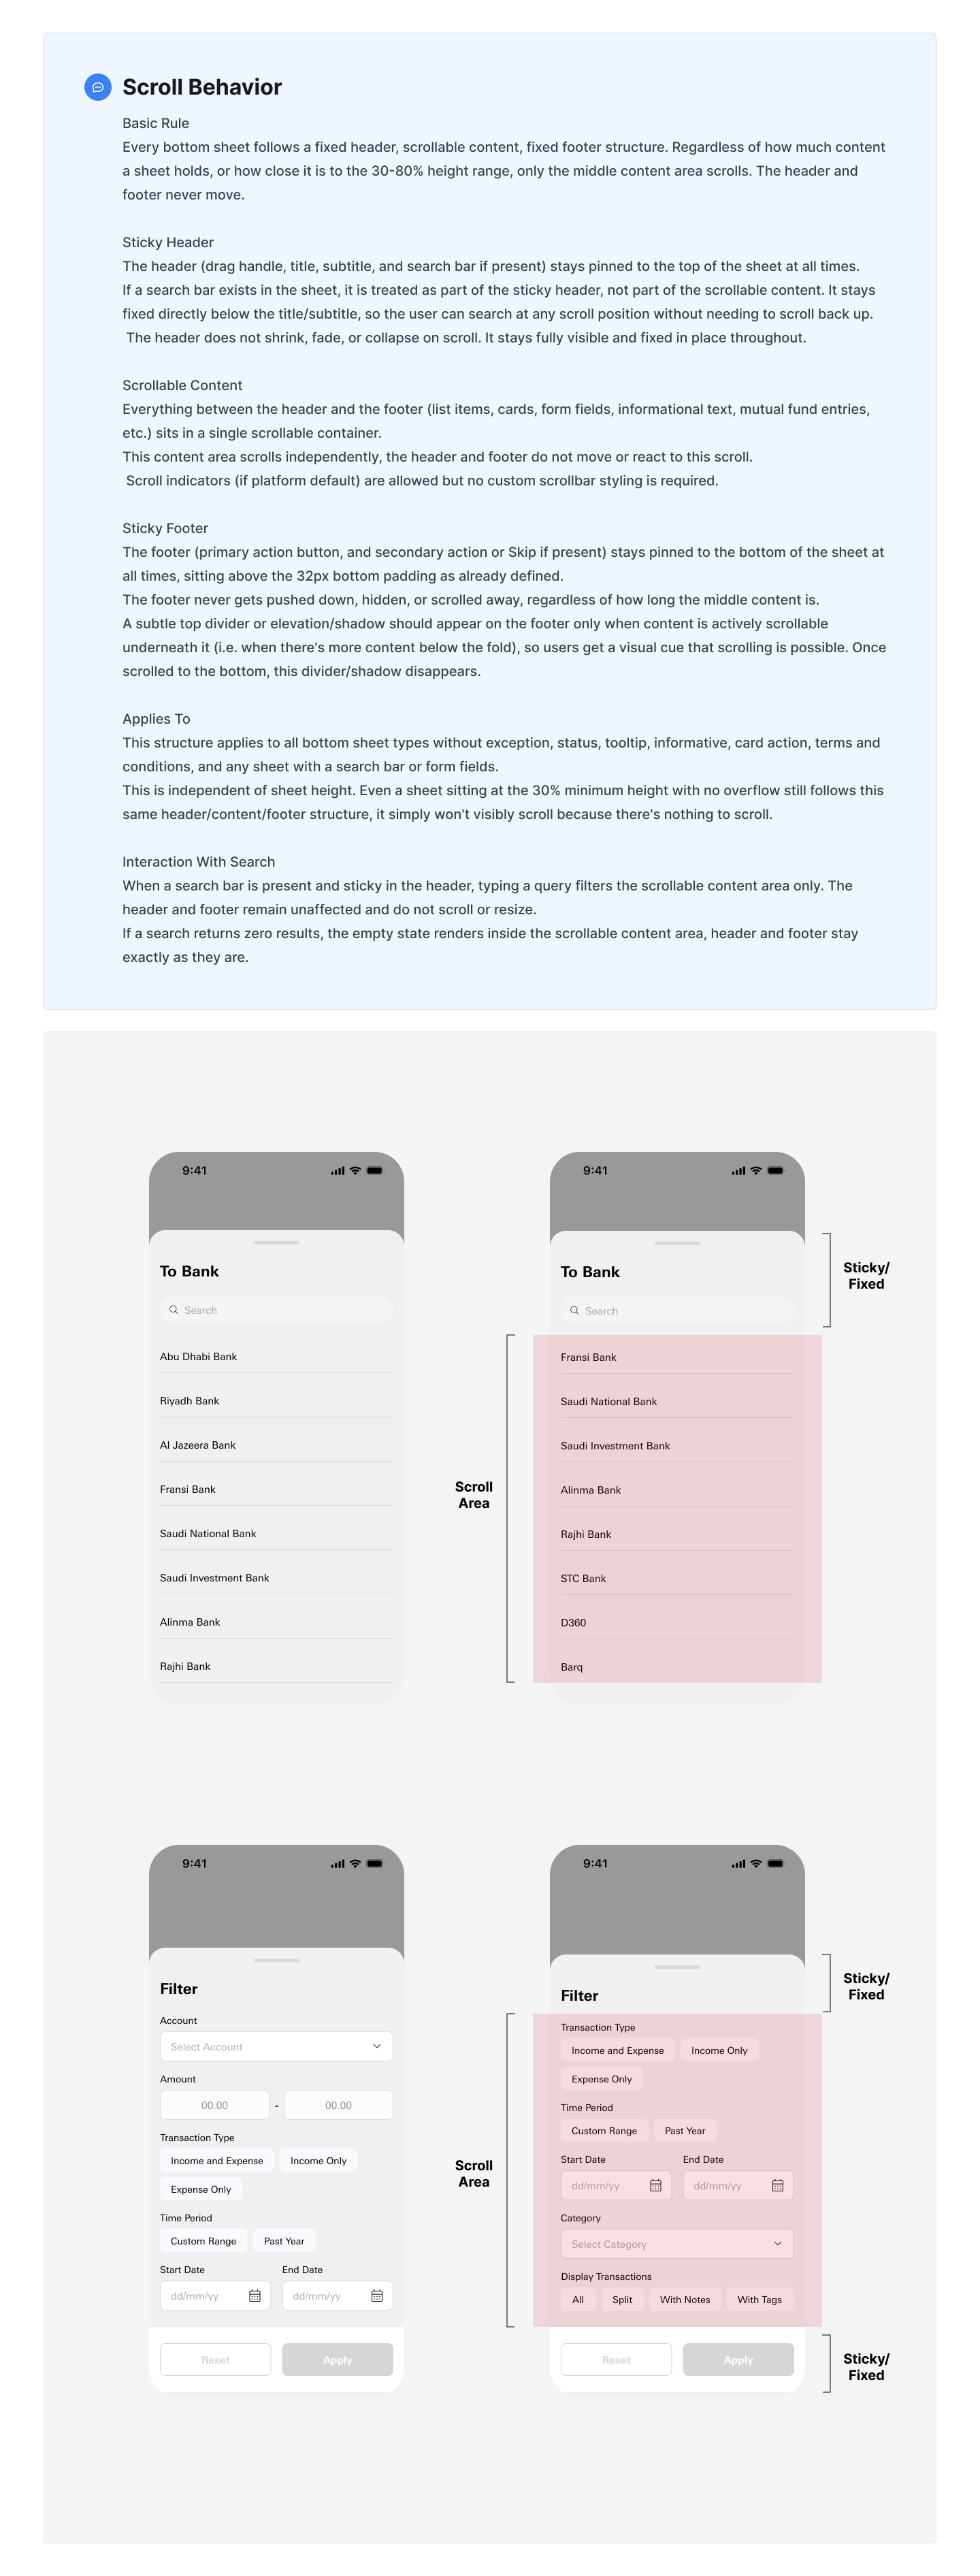 Scroll Behavior
Basic Rule
Every bottom sheet follows a fixed header, scrollable content, fixed footer structure. Regardless of how much content
a sheet holds, or how close it is to the 30-80% height range, only the middle content area scrolls. The header and
footer never move.
Sticky Header
The header (drag handle, title, subtitle, and search bar if present) stays pinned to the top of the sheet at all times.
If a search bar exists in the sheet, it is treated as part of the sticky header, not part of the scrollable content. It stays
fixed directly below the title/subtitle, so the user can search at any scroll position without needing to scroll back up.
The header does not shrink, fade, or collapse on scroll. It stays fully visible and fixed in place throughout.
Scrollable Content
Everything between the header and the footer (list items, cards, form fields, informational text, mutual fund entries,
etc.) sits in a single scrollable container.
This content area scrolls independently, the header and footer do not move or react to this scroll.
Scroll indicators (if platform default) are allowed but no custom scrollbar styling is required.
Sticky Footer
The footer (primary action button, and secondary action or Skip if present) stays pinned to the bottom of the sheet at
all times, sitting above the 32px bottom padding as already defined.
The footer never gets pushed down, hidden, or scrolled away, regardless of how long the middle content is.
A subtle top divider or elevation/shadow should appear on the footer only when content is actively scrollable
underneath it (i.e. when there's more content below the fold), so users get a visual cue that scrolling is possible. Once
scrolled to the bottom, this divider/shadow disappears.
Applies To
This structure applies to all bottom sheet types without exception, status, tooltip, informative, card action, terms and
conditions, and any sheet with a search bar or form fields.
This is independent of sheet height. Even a sheet sitting at the 30% minimum height with no overflow still follows this
same header/content/footer structure, it simply won't visibly scroll because there's nothing to scroll.
Interaction With Search
When a search bar is present and sticky in the header, typing a query filters the scrollable content area only. The
header and footer remain unaffected and do not scroll or resize.
If a search returns zero results, the empty state renders inside the scrollable content area, header and footer stay
exactly as they are.
9:41
To Bank
Search
Abu Dhabi Bank
Riyadh Bank
Al Jazeera Bank
Fransi Bank
Saudi National Bank
Saudi Investment Bank
Alinma Bank
Rajhi Bank
Scroll
Area
9:41
To Bank
Search
Fransi Bank
Saudi National Bank
Saudi Investment Bank
Alinma Bank
Rajhi Bank
STC Bank
D360
Barq
Sticky/
Fixed
9:41
Filter
Account
Select Account
Amount
00.00 - 00.00
Transaction Type
Income and Expense Income Only
Expense Only
Time Period
Custom Range Past Year
Start Date End Date
dd/mm/yy dd/mm/yy
Reset Apply
Scroll
Area
9:41
Filter
Transaction Type
Income and Expense Income Only
Expense Only
Time Period
Custom Range Past Year
Start Date End Date
dd/mm/yy dd/mm/yy
Category
Select Category
Display Transactions
All Split With Notes With Tags
Reset Apply
Sticky/
Fixed
Sticky/
Fixed